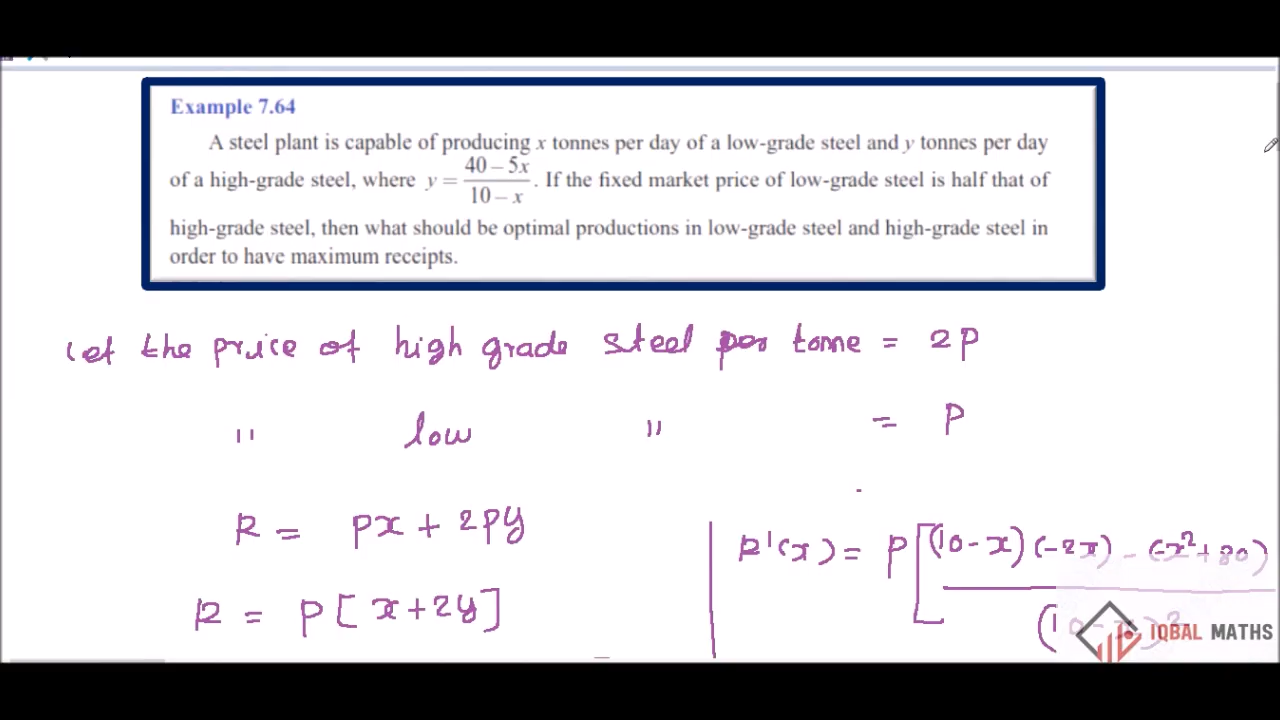 Example 7.64
A steel plant is capable of producing x tonnes per day of a low-grade steel and y tonnes per day
of a high-grade steel, where y = (40 – 5x)/(10 – x). If the fixed market price of low-grade steel is half that of
high-grade steel, then what should be optimal productions in low-grade steel and high-grade steel in
order to have maximum receipts.
Let the price of high grade steel per tonne = 2P
" low " = P
R = Px + 2Py
R = P[x+2y]
R'(x) = P[(10-x)(-2x) - (-x²+80)
(10-x)²
IQBAL MATHS